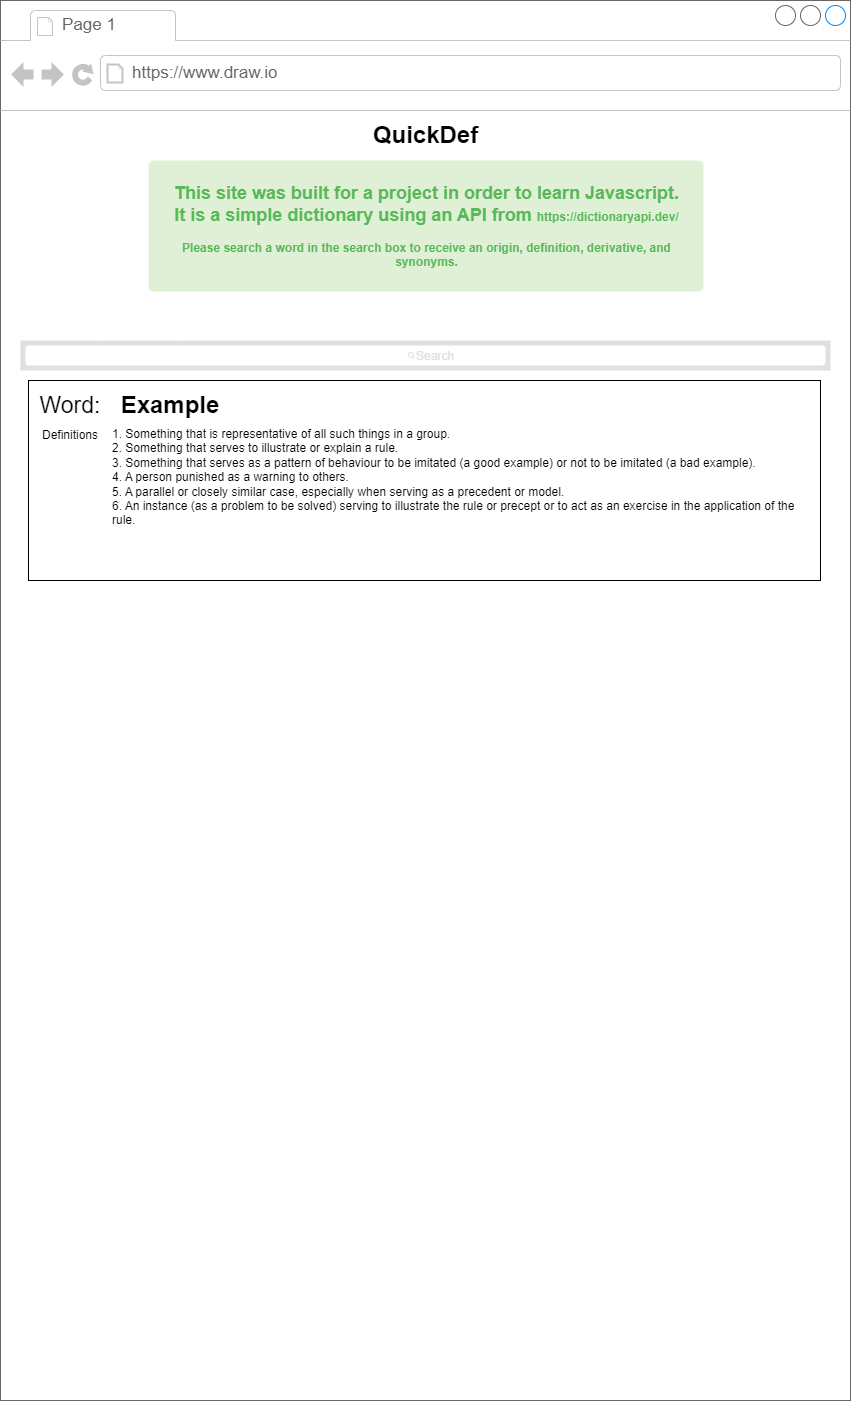 Page 1
https://www.draw.io
QuickDef
This site was built for a project in order to learn Javascript.
It is a simple dictionary using an API from https://dictionaryapi.dev/
Please search a word in the search box to receive an origin, definition, derivative, and
synonyms.
Search
Word: Example
Definitions 1. Something that is representative of all such things in a group.
2. Something that serves to illustrate or explain a rule.
3. Something that serves as a pattern of behaviour to be imitated (a good example) or not to be imitated (a bad example).
4. A person punished as a warning to others.
5. A parallel or closely similar case, especially when serving as a precedent or model.
6. An instance (as a problem to be solved) serving to illustrate the rule or precept or to act as an exercise in the application of the
rule.